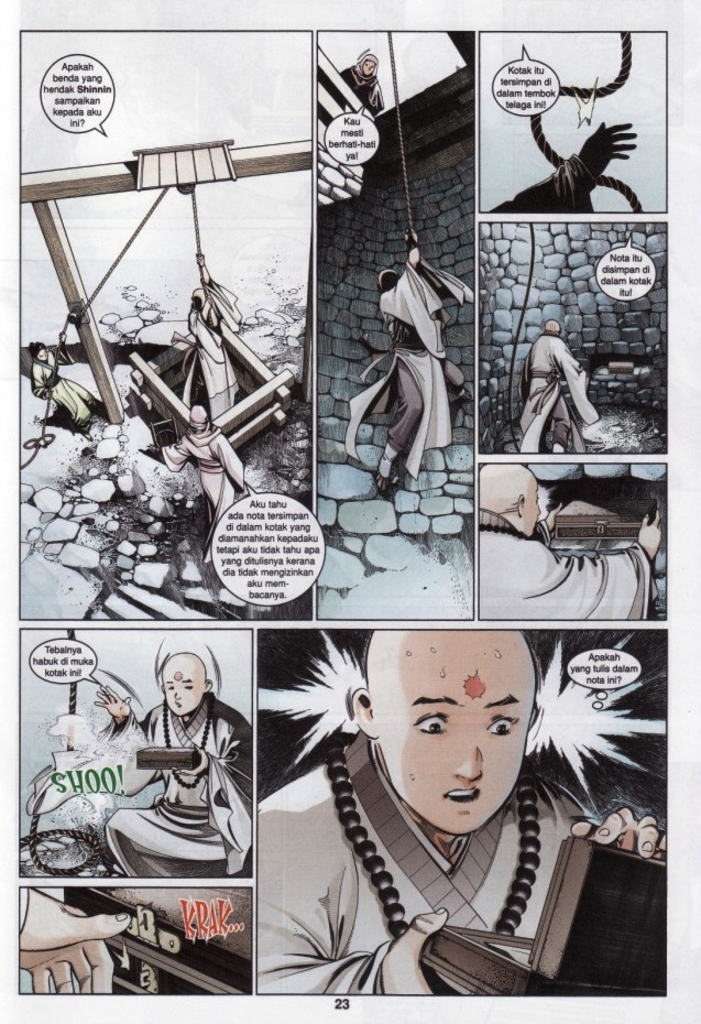 Apakah
benda yang
hendak Shinnin
sampaikan
kepada aku
ini?
Aku tahu
ada nota tersimpan
di dalam kotak yang
diamanahkan kepadaku
tetapi aku tidak tahu apa
yang ditulisnya kerana
dia tidak mengizinkan
aku mem-
bacanya.
Kau
mesti
berhati-hati
ya!
Kotak itu
tersimpan di
dalam tembok
telaga ini!
Nota itu
disimpan di
dalam kotak
itu!
Tebalnya
habuk di muka
kotak ini!
SHOO!
KRAK...
Apakah
yang tulis dalam
nota ini?
23